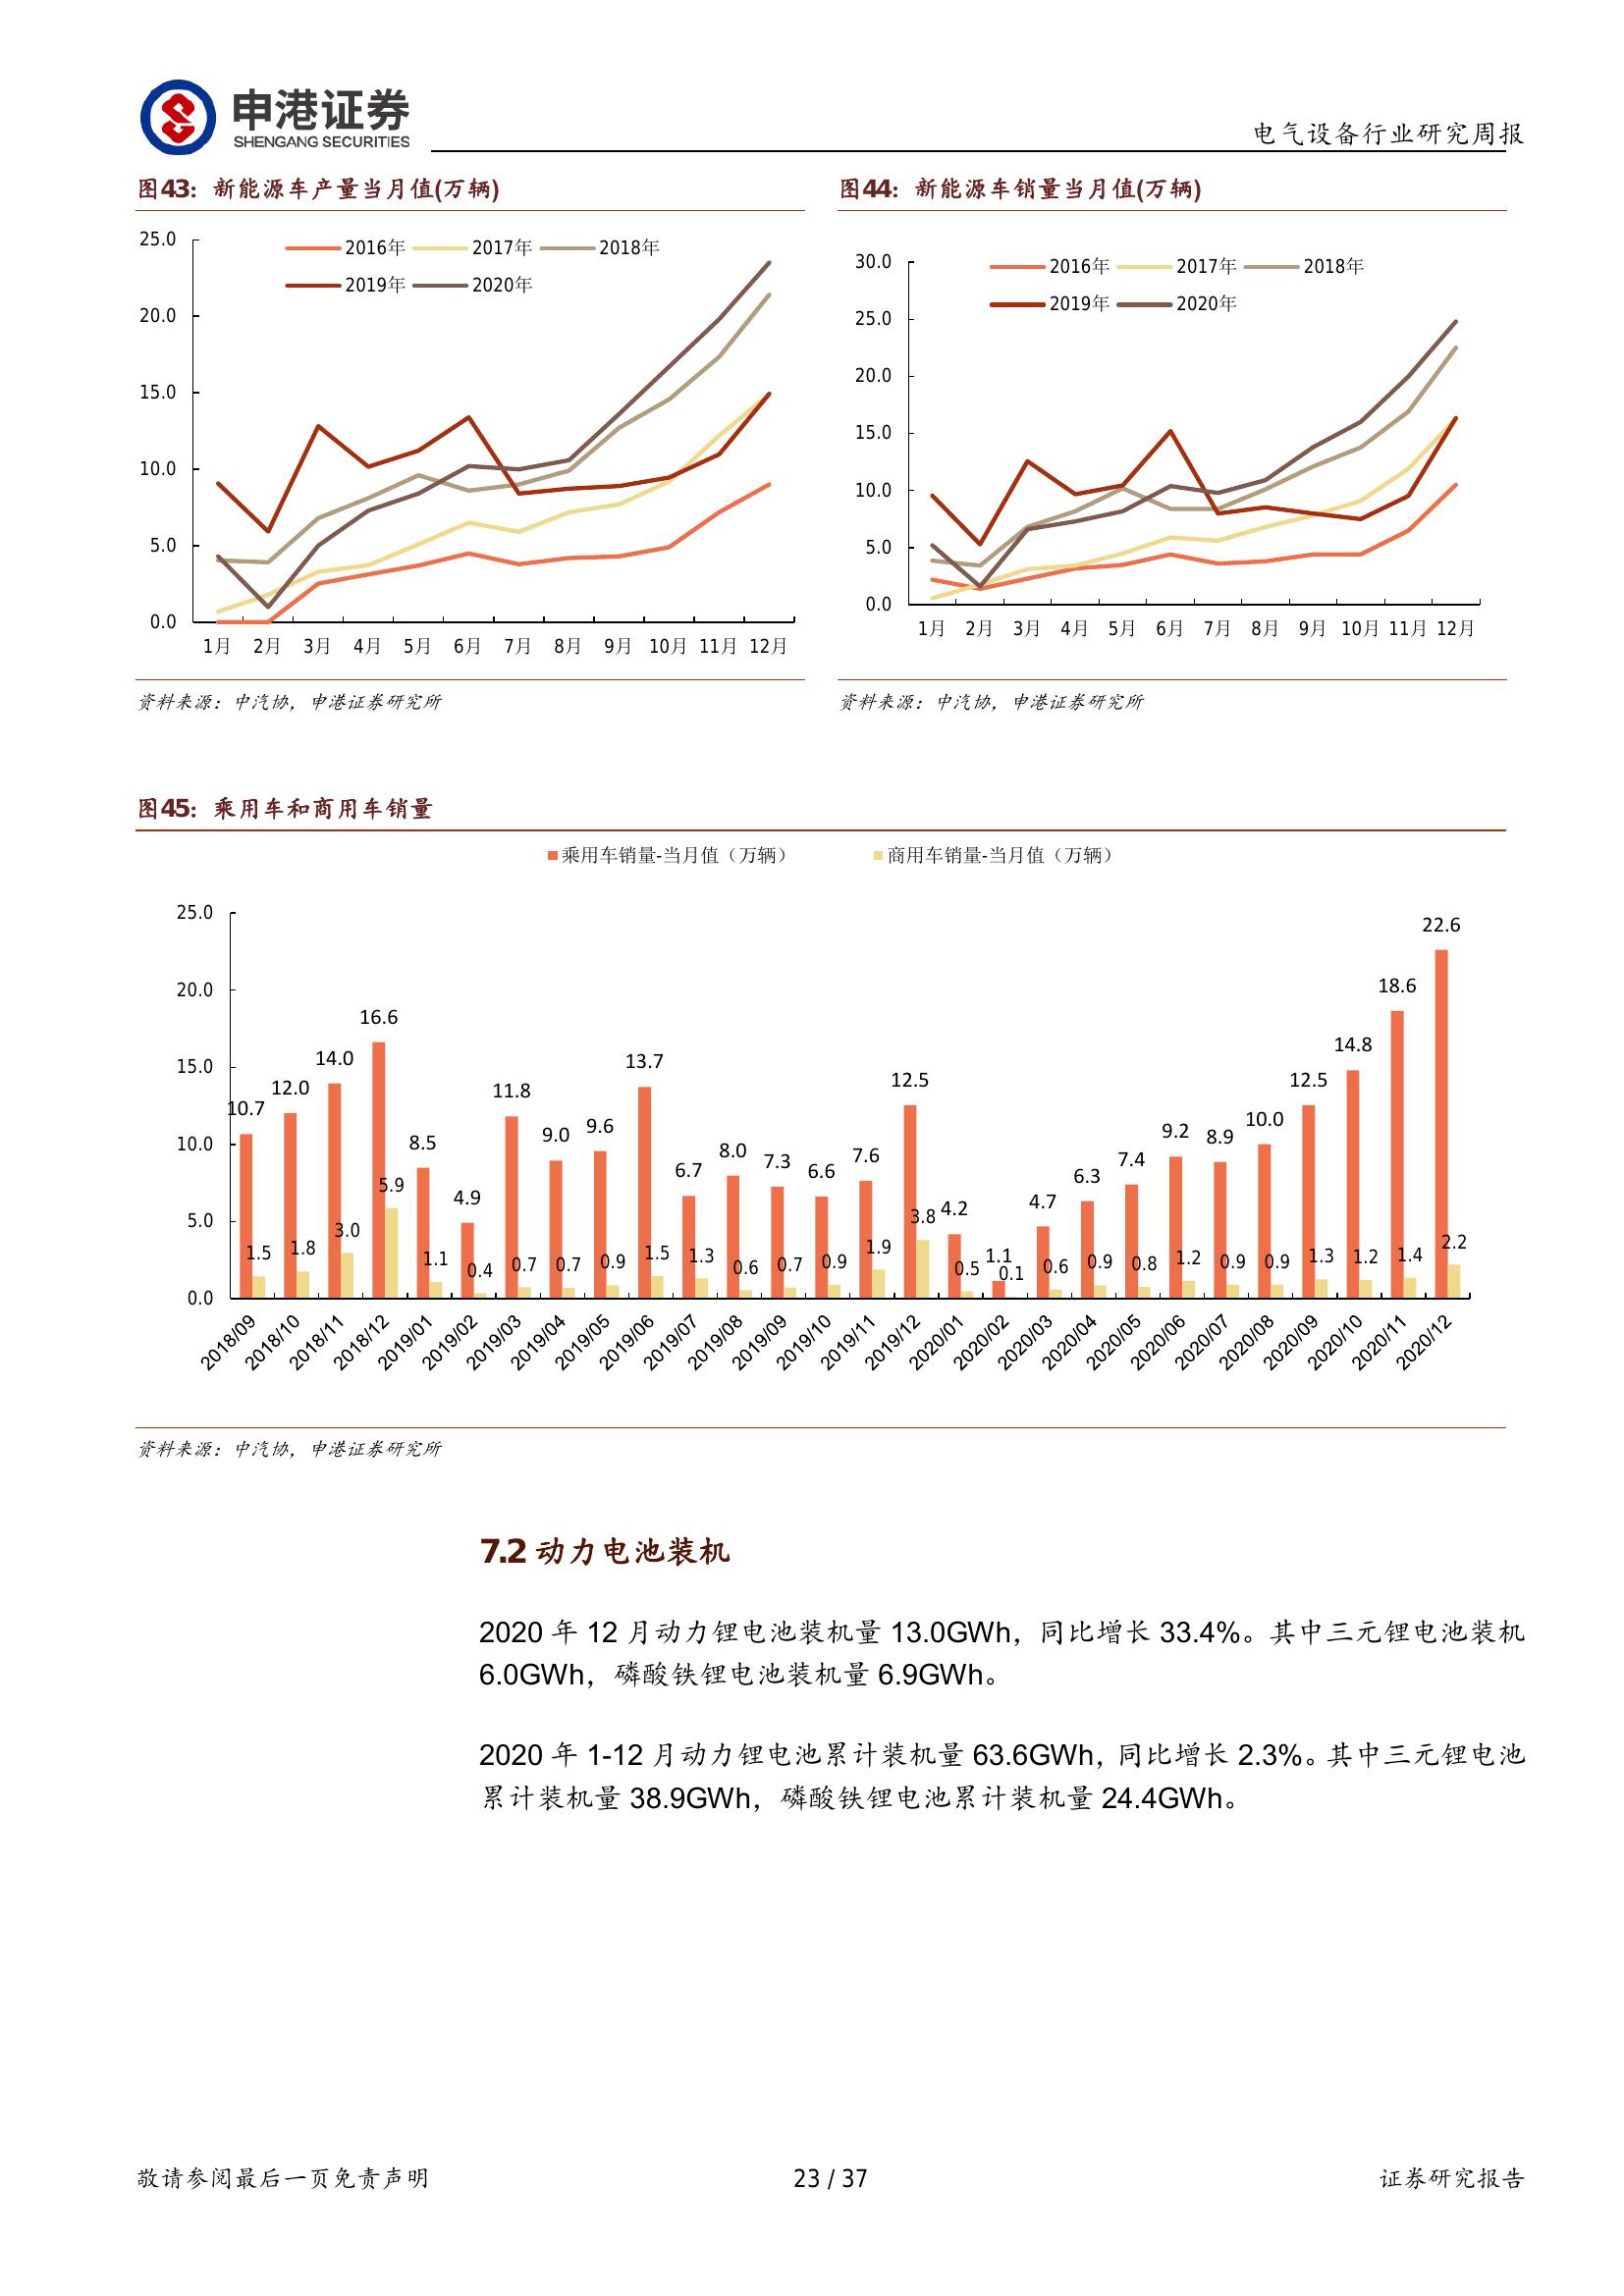 申港证券
SHENGANG SECURITIES
电气设备行业研究周报
图43：新能源车产量当月值(万辆)
25.0
20.0
15.0
10.0
5.0
0.0
2016年 2017年 2018年
2019年 2020年
1月 2月 3月 4月 5月 6月 7月 8月 9月 10月 11月 12月
资料来源：中汽协，申港证券研究所
图44：新能源车销量当月值(万辆)
30.0
25.0
20.0
15.0
10.0
5.0
0.0
2016年 2017年 2018年
2019年 2020年
1月 2月 3月 4月 5月 6月 7月 8月 9月 10月 11月 12月
资料来源：中汽协，申港证券研究所
图45：乘用车和商用车销量
乘用车销量-当月值（万辆） 商用车销量-当月值（万辆）
25.0
20.0
15.0
10.0
5.0
0.0
10.7 12.0 14.0 16.6 8.5 4.9 11.8 9.0 9.6 13.7 6.7 8.0 7.3 6.6 7.6 12.5 4.2 1.1 4.7 6.3 7.4 9.2 8.9 10.0 12.5 14.8 18.6 22.6
1.5 1.8 3.0 5.9 1.1 0.4 0.7 0.7 0.9 1.5 1.3 0.6 0.7 0.9 1.9 3.8 0.5 0.1 0.6 0.9 0.8 1.2 0.9 0.9 1.3 1.2 1.4 2.2
2018/09 2018/10 2018/11 2018/12 2019/01 2019/02 2019/03 2019/04 2019/05 2019/06 2019/07 2019/08 2019/09 2019/10 2019/11 2019/12 2020/01 2020/02 2020/03 2020/04 2020/05 2020/06 2020/07 2020/08 2020/09 2020/10 2020/11 2020/12
资料来源：中汽协，申港证券研究所
7.2 动力电池装机
2020 年 12 月动力锂电池装机量 13.0GWh，同比增长 33.4%。其中三元锂电池装机
6.0GWh，磷酸铁锂电池装机量 6.9GWh。
2020 年 1-12 月动力锂电池累计装机量 63.6GWh，同比增长 2.3%。其中三元锂电池
累计装机量 38.9GWh，磷酸铁锂电池累计装机量 24.4GWh。
敬请参阅最后一页免责声明
23 / 37
证券研究报告